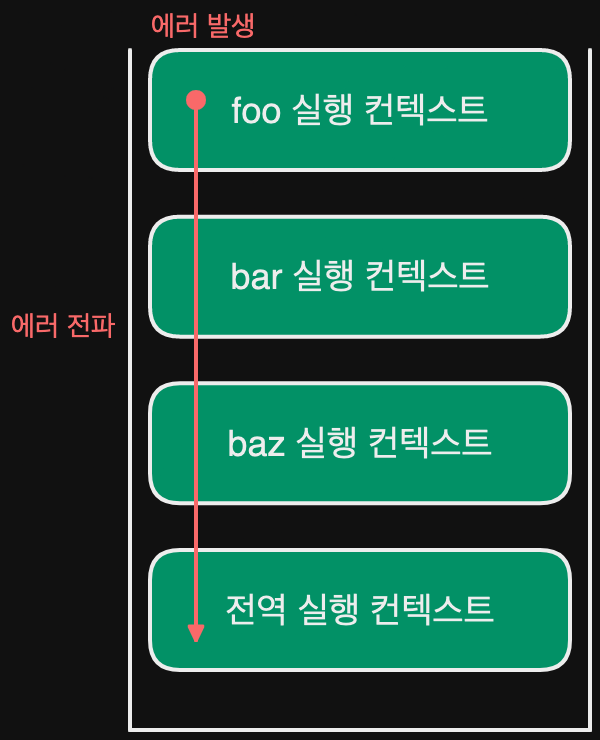 에러 발생
foo 실행 컨텍스트
bar 실행 컨텍스트
에러 전파
baz 실행 컨텍스트
전역 실행 컨텍스트